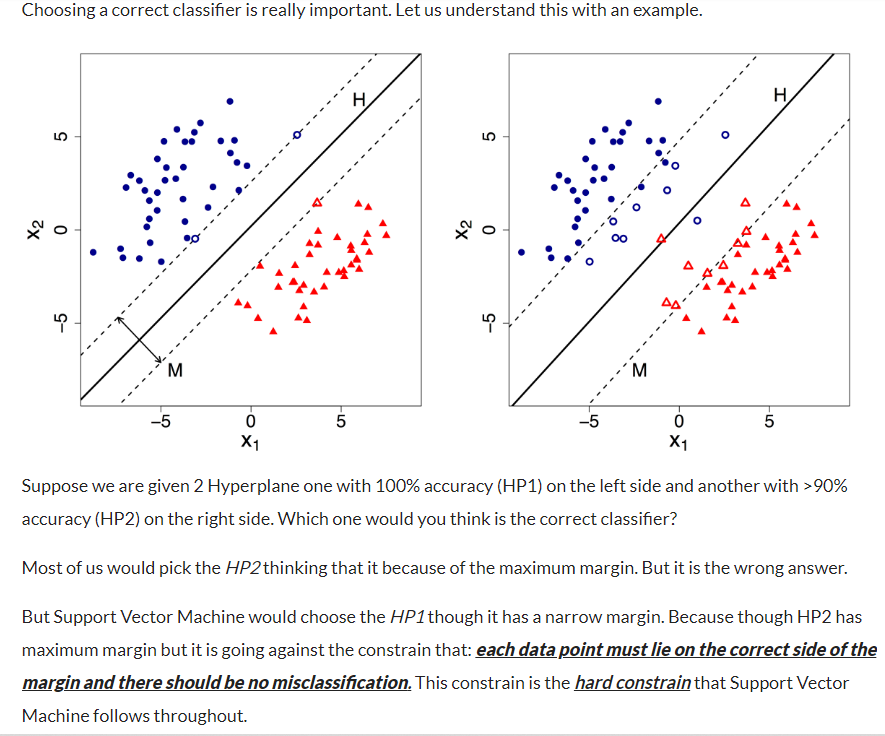 Choosing a correct classifier is really important. Let us understand this with an example.
H
H
5
0
−5
X2
M
−5
0
5
X1
5
0
−5
X2
M
−5
0
5
X1
Suppose we are given 2 Hyperplane one with 100% accuracy (HP1) on the left side and another with >90%
accuracy (HP2) on the right side. Which one would you think is the correct classifier?
Most of us would pick the HP2 thinking that it because of the maximum margin. But it is the wrong answer.
But Support Vector Machine would choose the HP1 though it has a narrow margin. Because though HP2 has
maximum margin but it is going against the constrain that: each data point must lie on the correct side of the
margin and there should be no misclassification. This constrain is the hard constrain that Support Vector
Machine follows throughout.